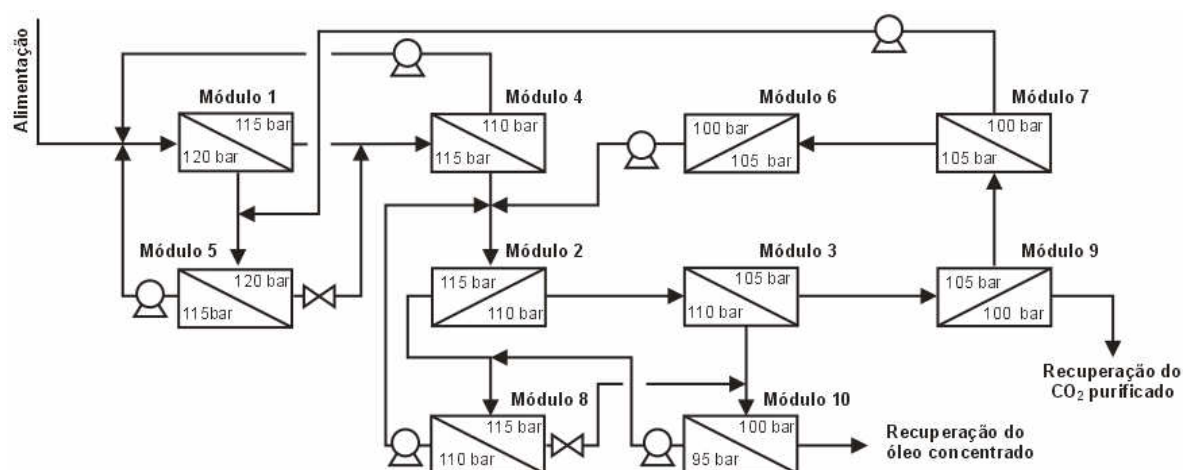 Alimentação
Módulo 1
115 bar
120 bar
Módulo 4
110 bar
115 bar
Módulo 6
100 bar
105 bar
Módulo 7
100 bar
105 bar
Módulo 5
120 bar
115bar
Módulo 2
115 bar
110 bar
Módulo 3
105 bar
110 bar
Módulo 9
105 bar
100 bar
Recuperação do
CO₂ purificado
Módulo 8
115 bar
110 bar
Módulo 10
100 bar
95 bar
Recuperação do
óleo concentrado